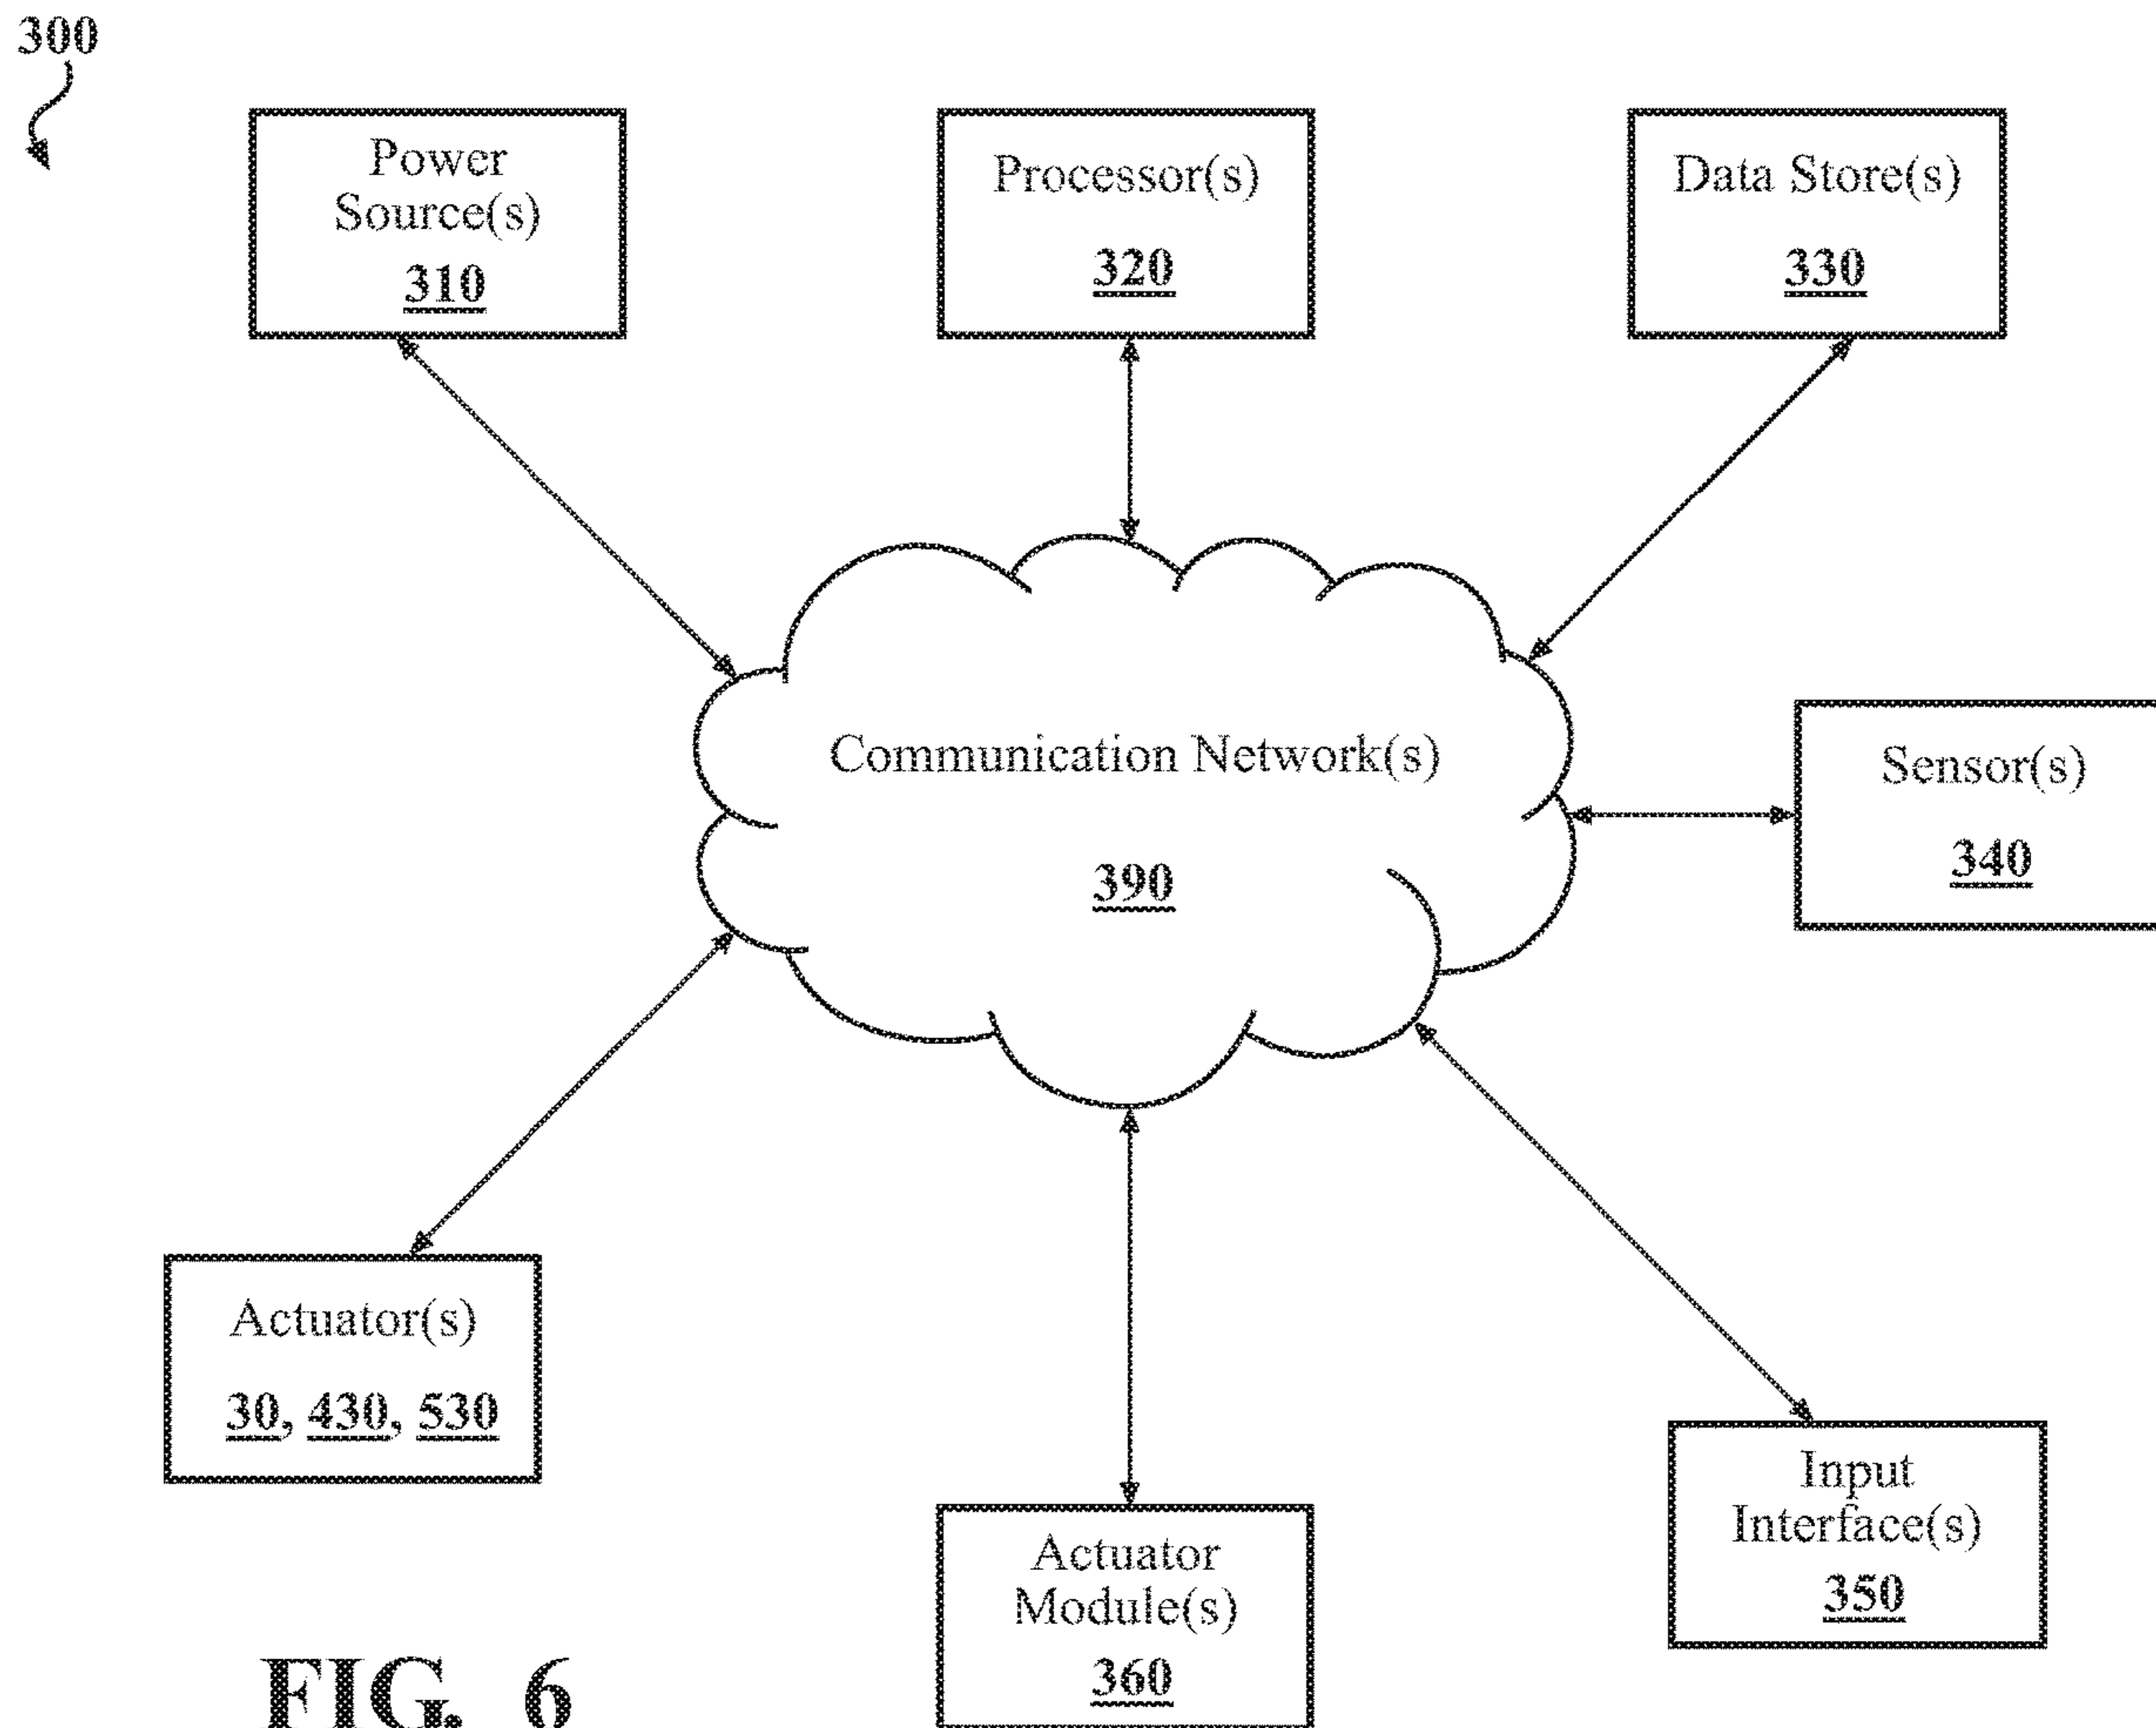 300
Power
Source(s)
310
Processor(s)
320
Data Store(s)
330
Communication Network(s)
390
Sensor(s)
340
Actuator(s)
30, 430, 530
Actuator
Module(s)
360
Input
Interface(s)
350
FIG. 6